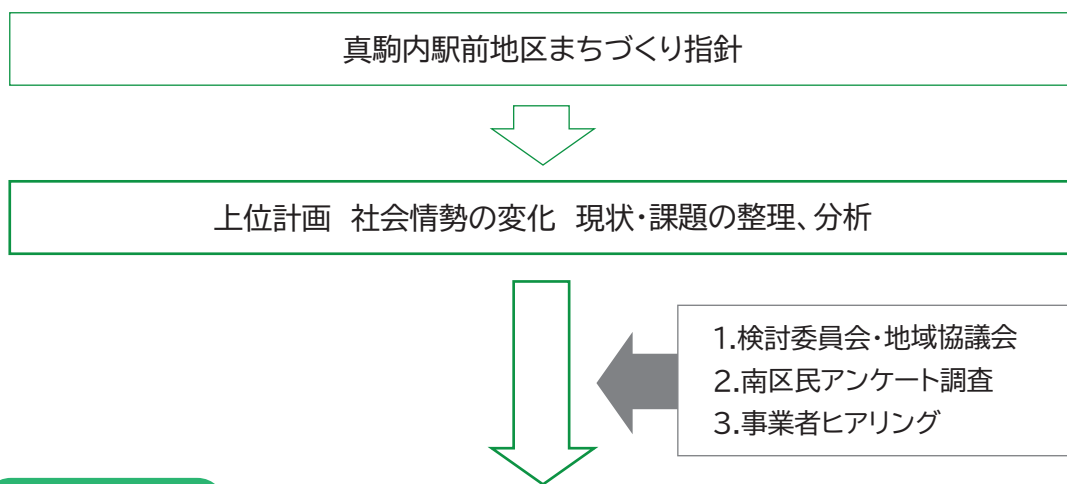 真駒内駅前地区まちづくり指針
上位計画　社会情勢の変化　現状・課題の整理、分析
1.検討委員会・地域協議会
2.南区民アンケート調査
3.事業者ヒアリング